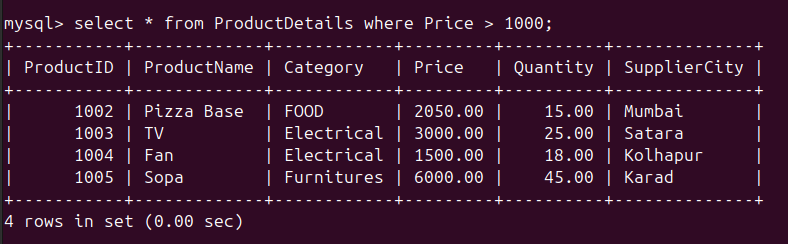 mysql> select * from ProductDetails where Price > 1000;
+-----------+-------------+------------+---------+----------+--------------+
| ProductID | ProductName | Category   | Price   | Quantity | SupplierCity |
+-----------+-------------+------------+---------+----------+--------------+
|      1002 | Pizza Base  | FOOD       | 2050.00 |    15.00 | Mumbai       |
|      1003 | TV          | Electrical | 3000.00 |    25.00 | Satara       |
|      1004 | Fan         | Electrical | 1500.00 |    18.00 | Kolhapur     |
|      1005 | Sopa        | Furnitures | 6000.00 |    45.00 | Karad        |
+-----------+-------------+------------+---------+----------+--------------+
4 rows in set (0.00 sec)